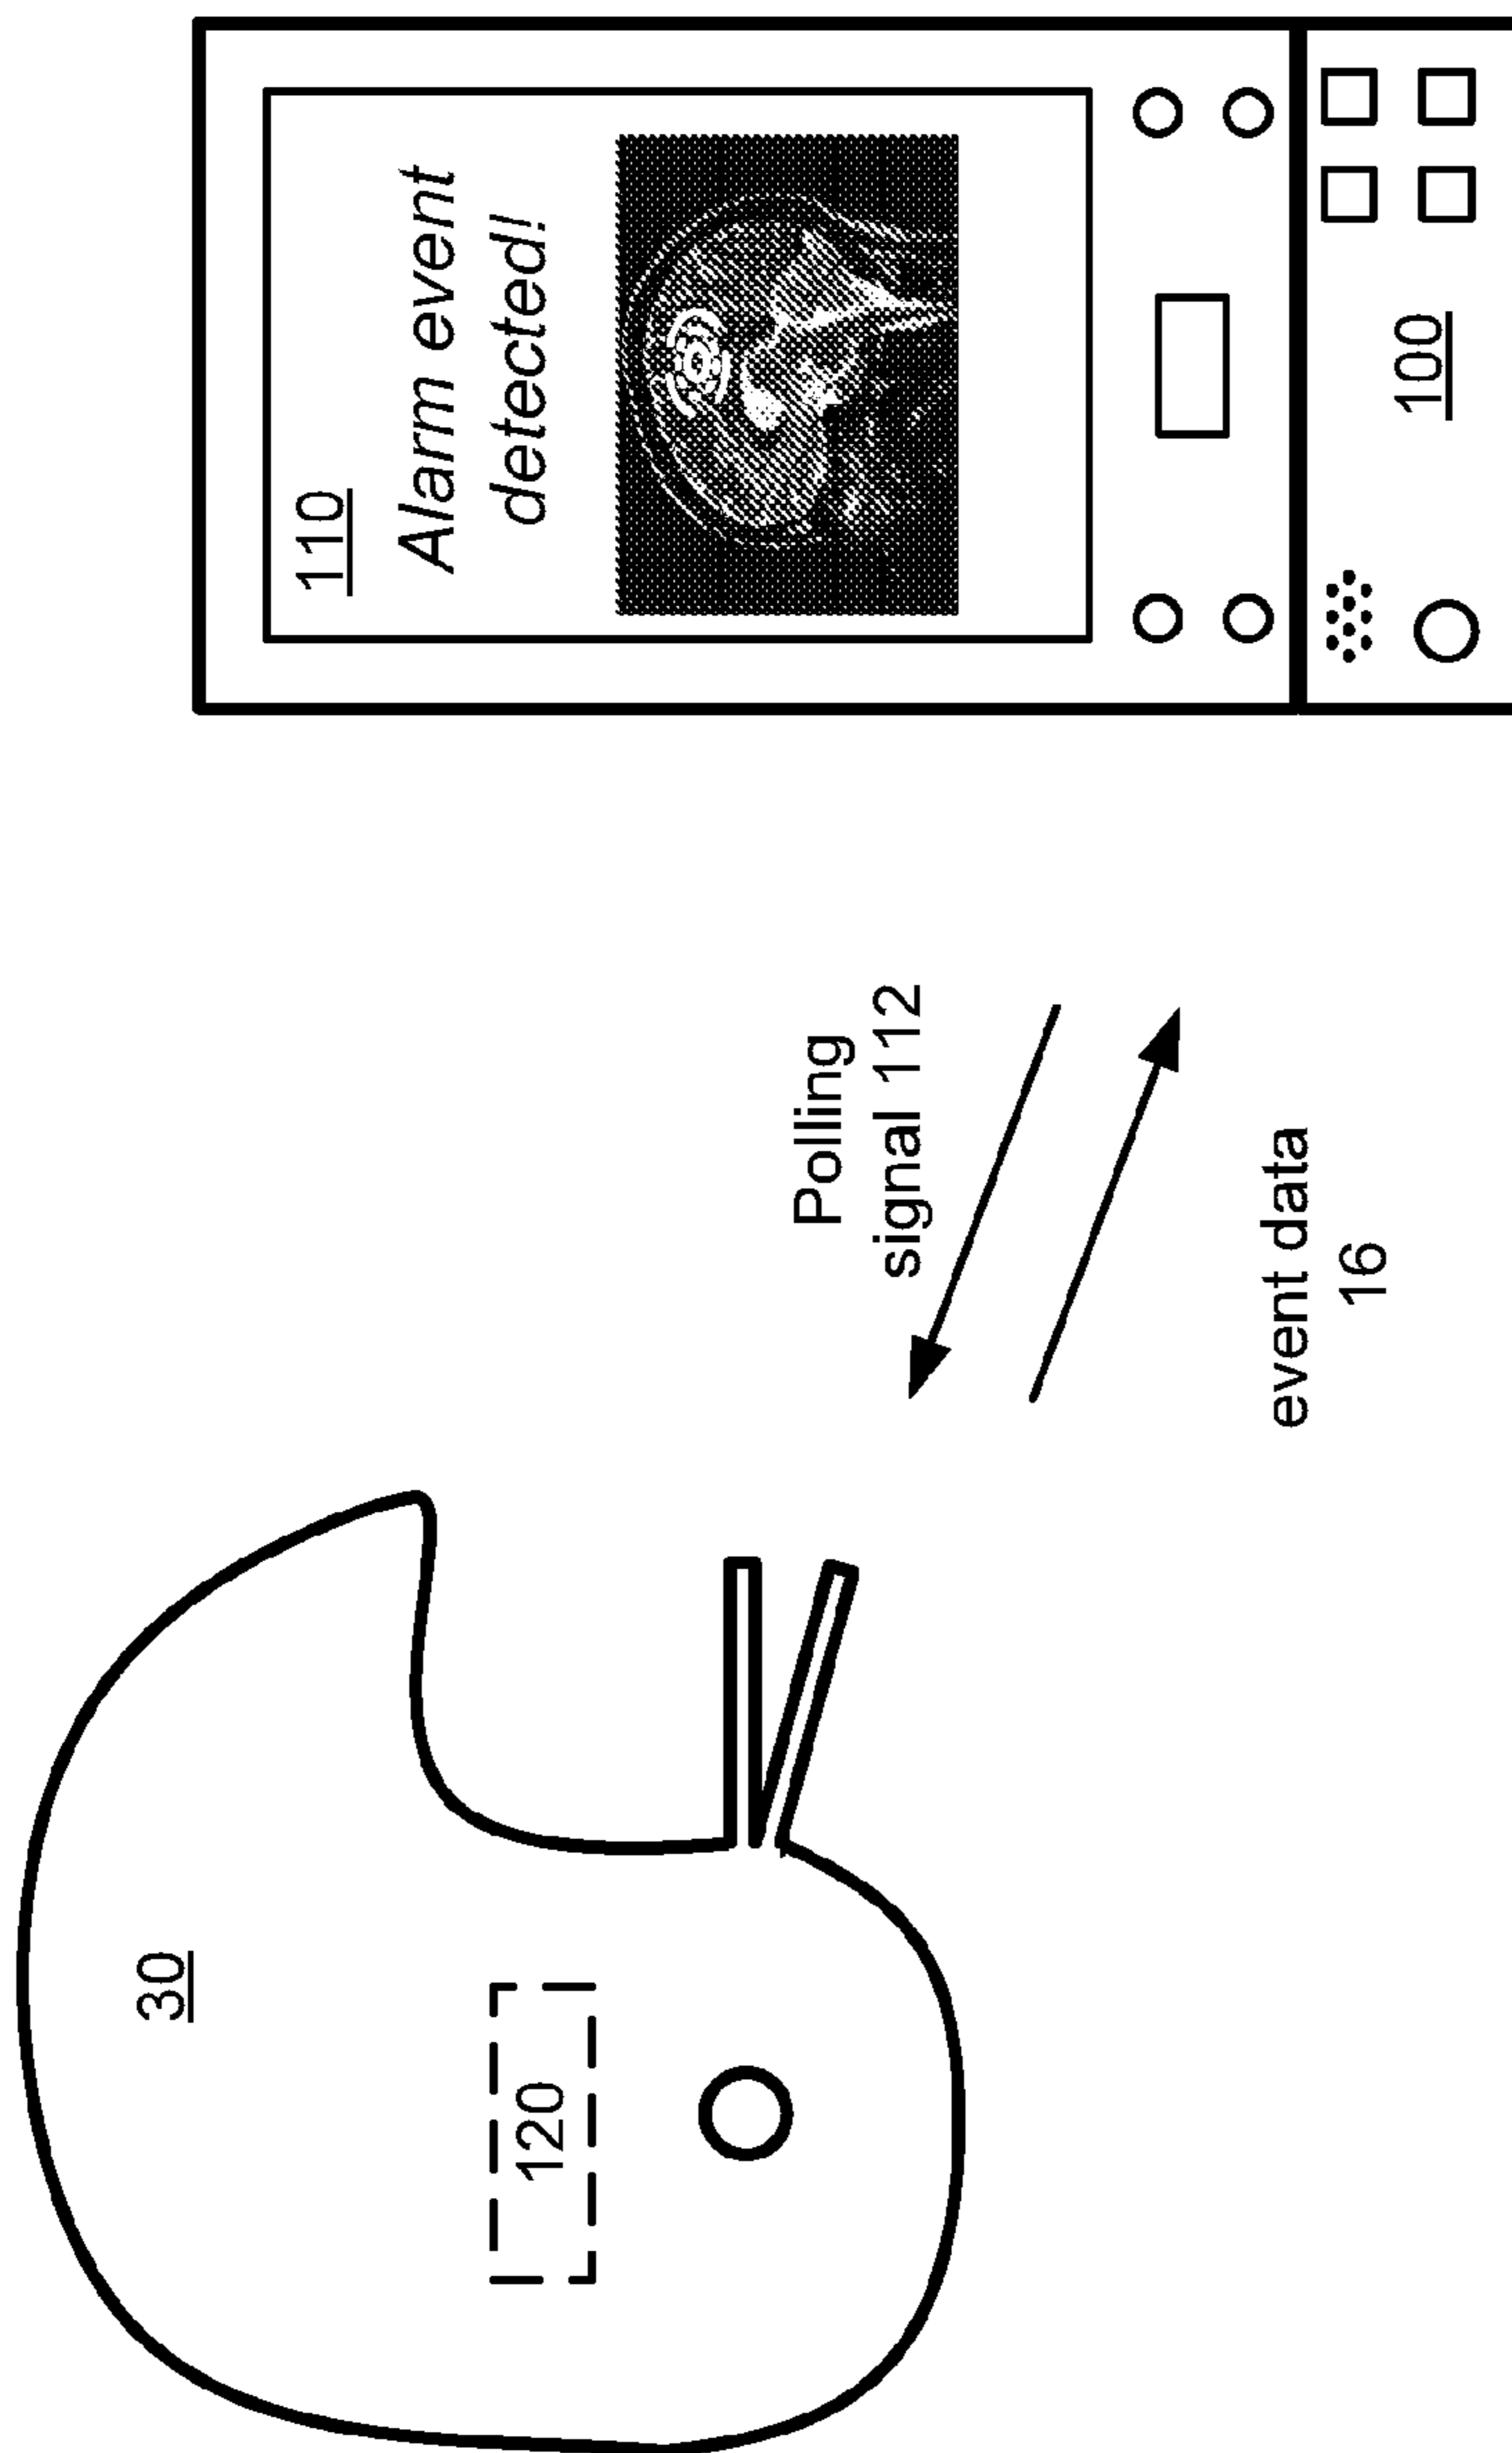 30
120
Polling
signal 112
event data
16
110
Alarm event
detected!
100